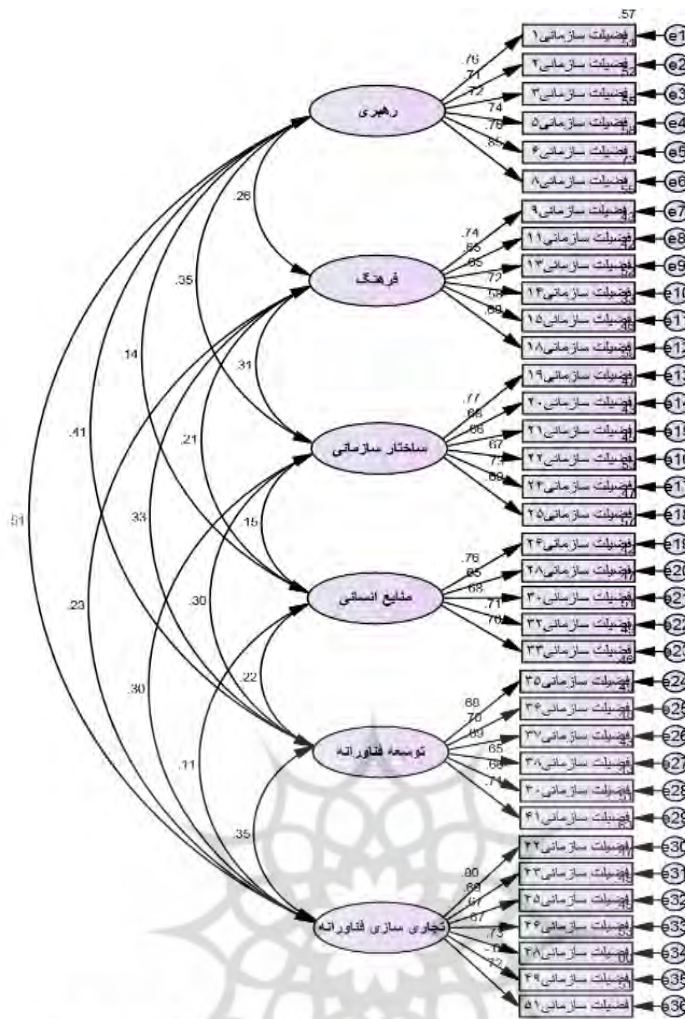 .57
فضیلت سازمانی۱
e1
.76
فضیلت سازمانی۲
e2
.71
.52
فضیلت سازمانی۳
e3
.72
فضیلت سازمانی۵
e4
.74
رهبری
فضیلت سازمانی۶
e5
.76
.73
فضیلت سازمانی۸
e6
.85
فضیلت سازمانی۹
e7
.26
.74
فضیلت سازمانی۱۱
e8
.65
فضیلت سازمانی۱۳
e9
.65
فرهنگ
فضیلت سازمانی۱۴
e10
.72
.35
فضیلت سازمانی۱۵
e11
.68
فضیلت سازمانی۱۸
e12
.69
.14
.31
فضیلت سازمانی۱۹
e13
.77
فضیلت سازمانی۲۰
e14
.68
.41
.21
فضیلت سازمانی۲۱
e15
.66
ساختار سازمانی
فضیلت سازمانی۲۲
e16
.67
فضیلت سازمانی۲۴
e17
.73
فضیلت سازمانی۲۵
e18
.69
.51
.33
.15
فضیلت سازمانی۲۶
e19
.76
فضیلت سازمانی۲۸
e20
.65
.23
.30
منابع انسانی
فضیلت سازمانی۳۰
e21
.68
فضیلت سازمانی۳۲
e22
.71
فضیلت سازمانی۳۳
e23
.70
.46
.30
.22
فضیلت سازمانی۳۵
e24
.68
فضیلت سازمانی۳۶
e25
.70
فضیلت سازمانی۳۷
e26
.69
.11
توسعه فناورانه
فضیلت سازمانی۳۸
e27
.65
فضیلت سازمانی۳۰
e28
.66
فضیلت سازمانی۴۱
e29
.71
.35
فضیلت سازمانی۴۲
e30
.80
فضیلت سازمانی۴۳
e31
.69
فضیلت سازمانی۴۵
e32
.67
تجاری سازی فناورانه
فضیلت سازمانی۴۶
e33
.67
فضیلت سازمانی۴۸
e34
.73
فضیلت سازمانی۴۹
e35
فضیلت سازمانی۵۱
e36
.72